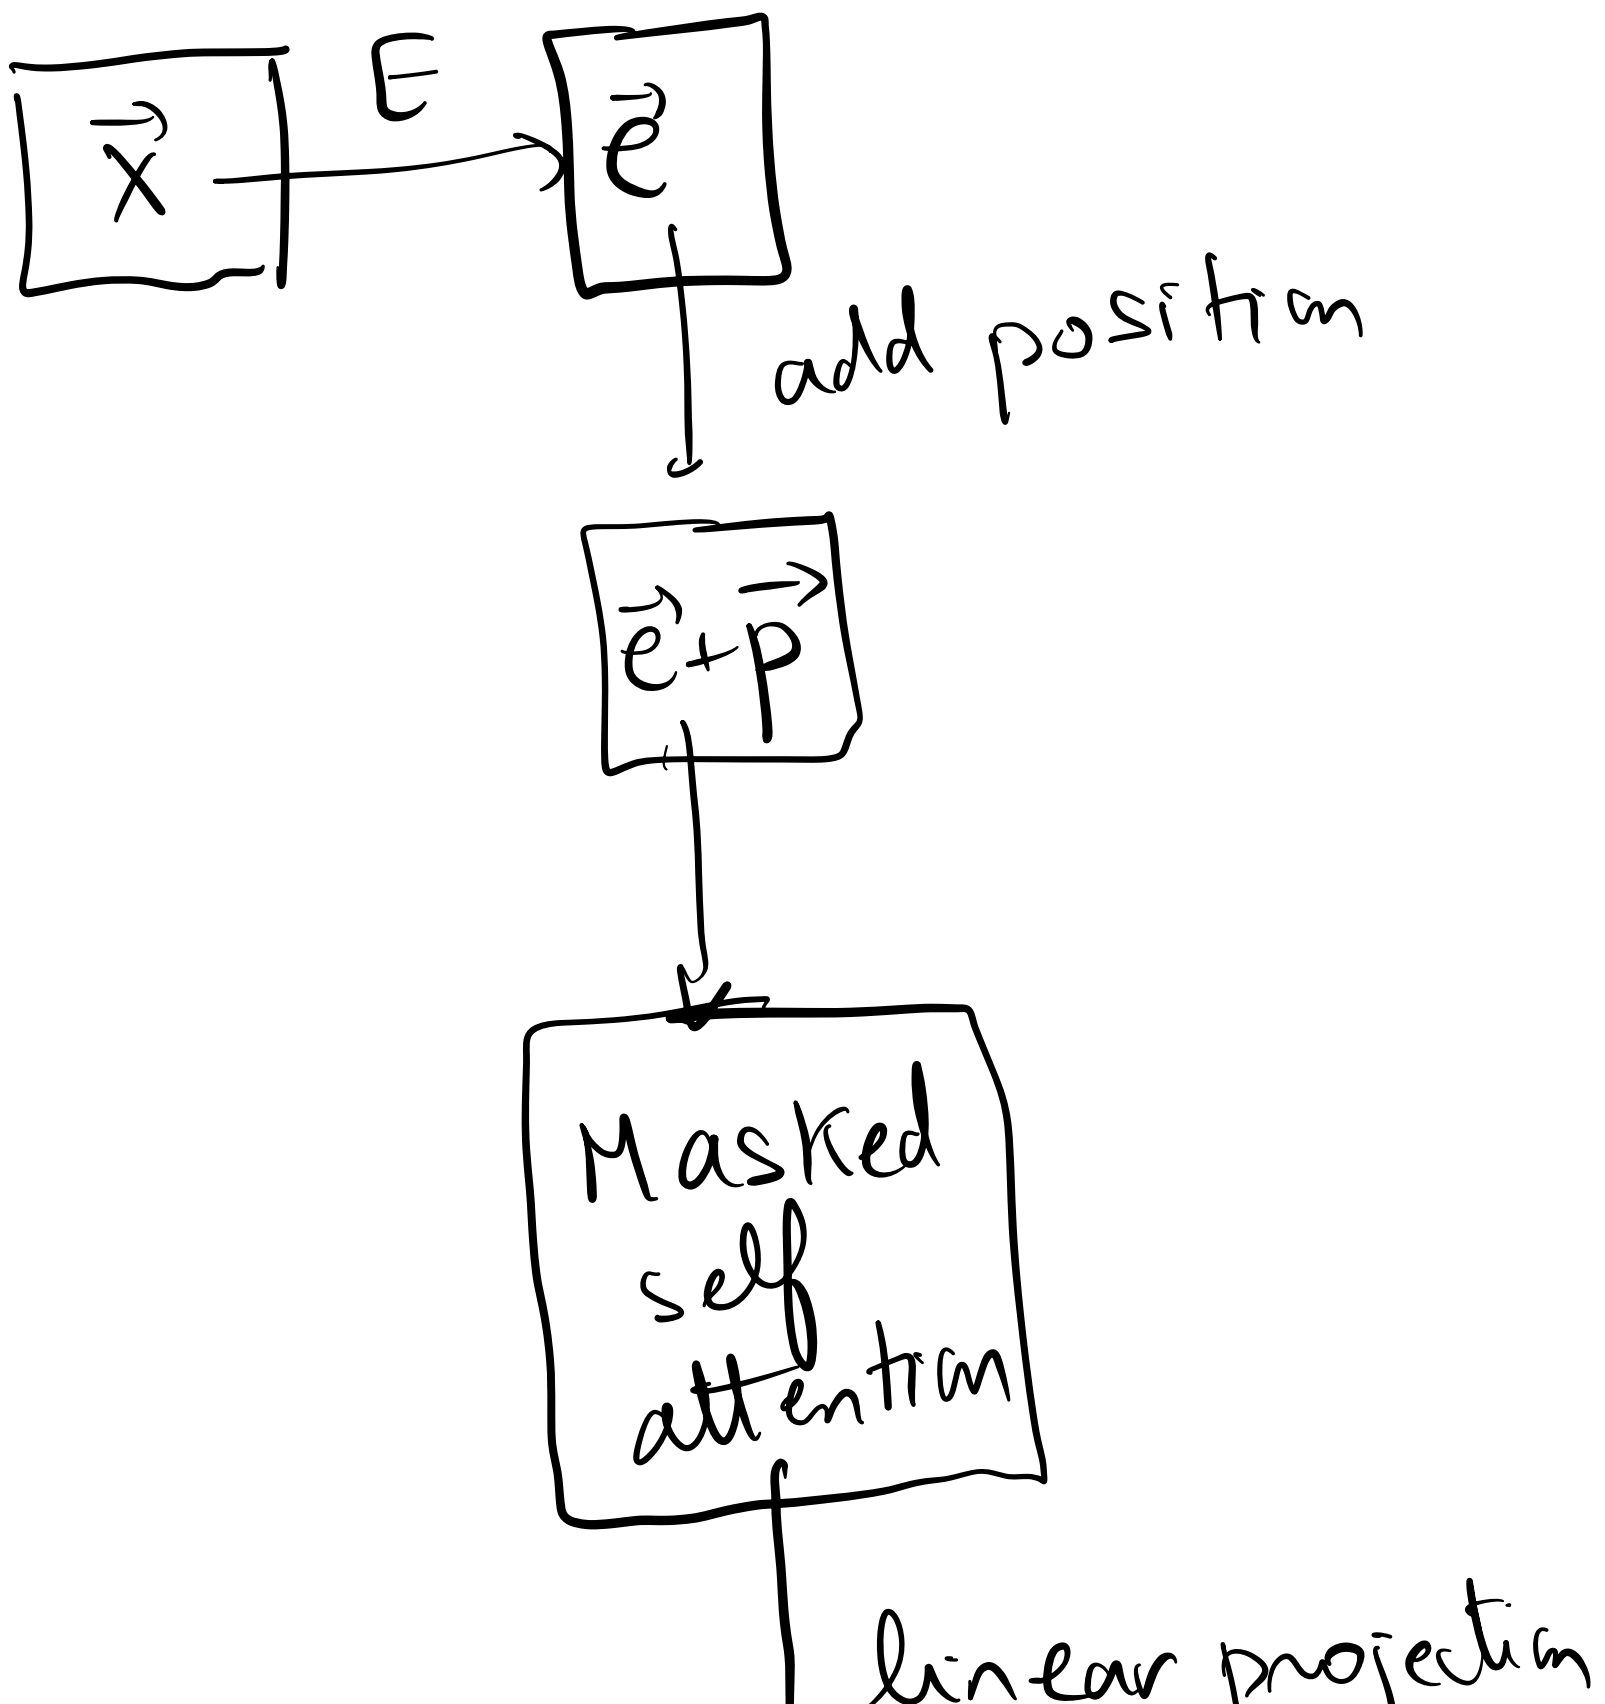 E
x⃗
e⃗
add position
e⃗ + p⃗
Masked
self
attention
linear projection